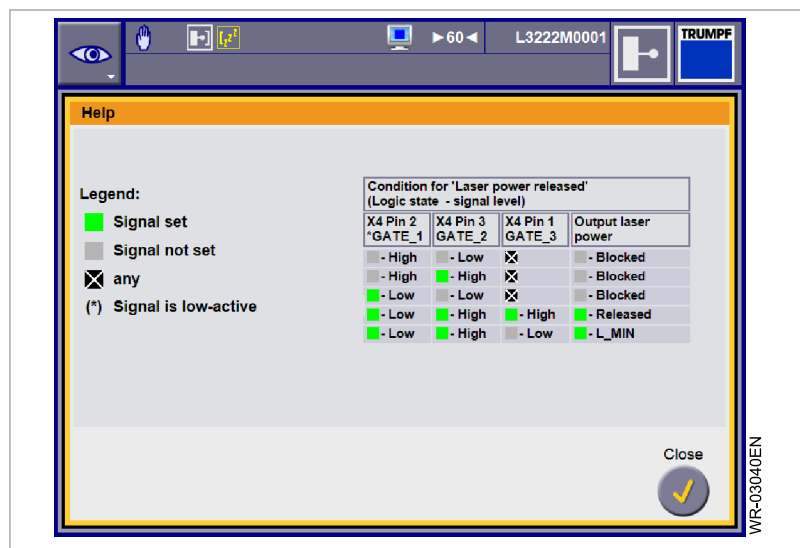 ►60◄
L3222M0001
TRUMPF
Help
Legend:
Signal set
Signal not set
any
(*) Signal is low-active
Condition for 'Laser power released'
(Logic state - signal level)
X4 Pin 2 X4 Pin 3 X4 Pin 1 Output laser
*GATE_1 GATE_2 GATE_3 power
- High - Low - Blocked
- High - High - Blocked
- Low - Low - Blocked
- Low - High - High - Released
- Low - High - Low - L_MIN
Close
WR-03040EN